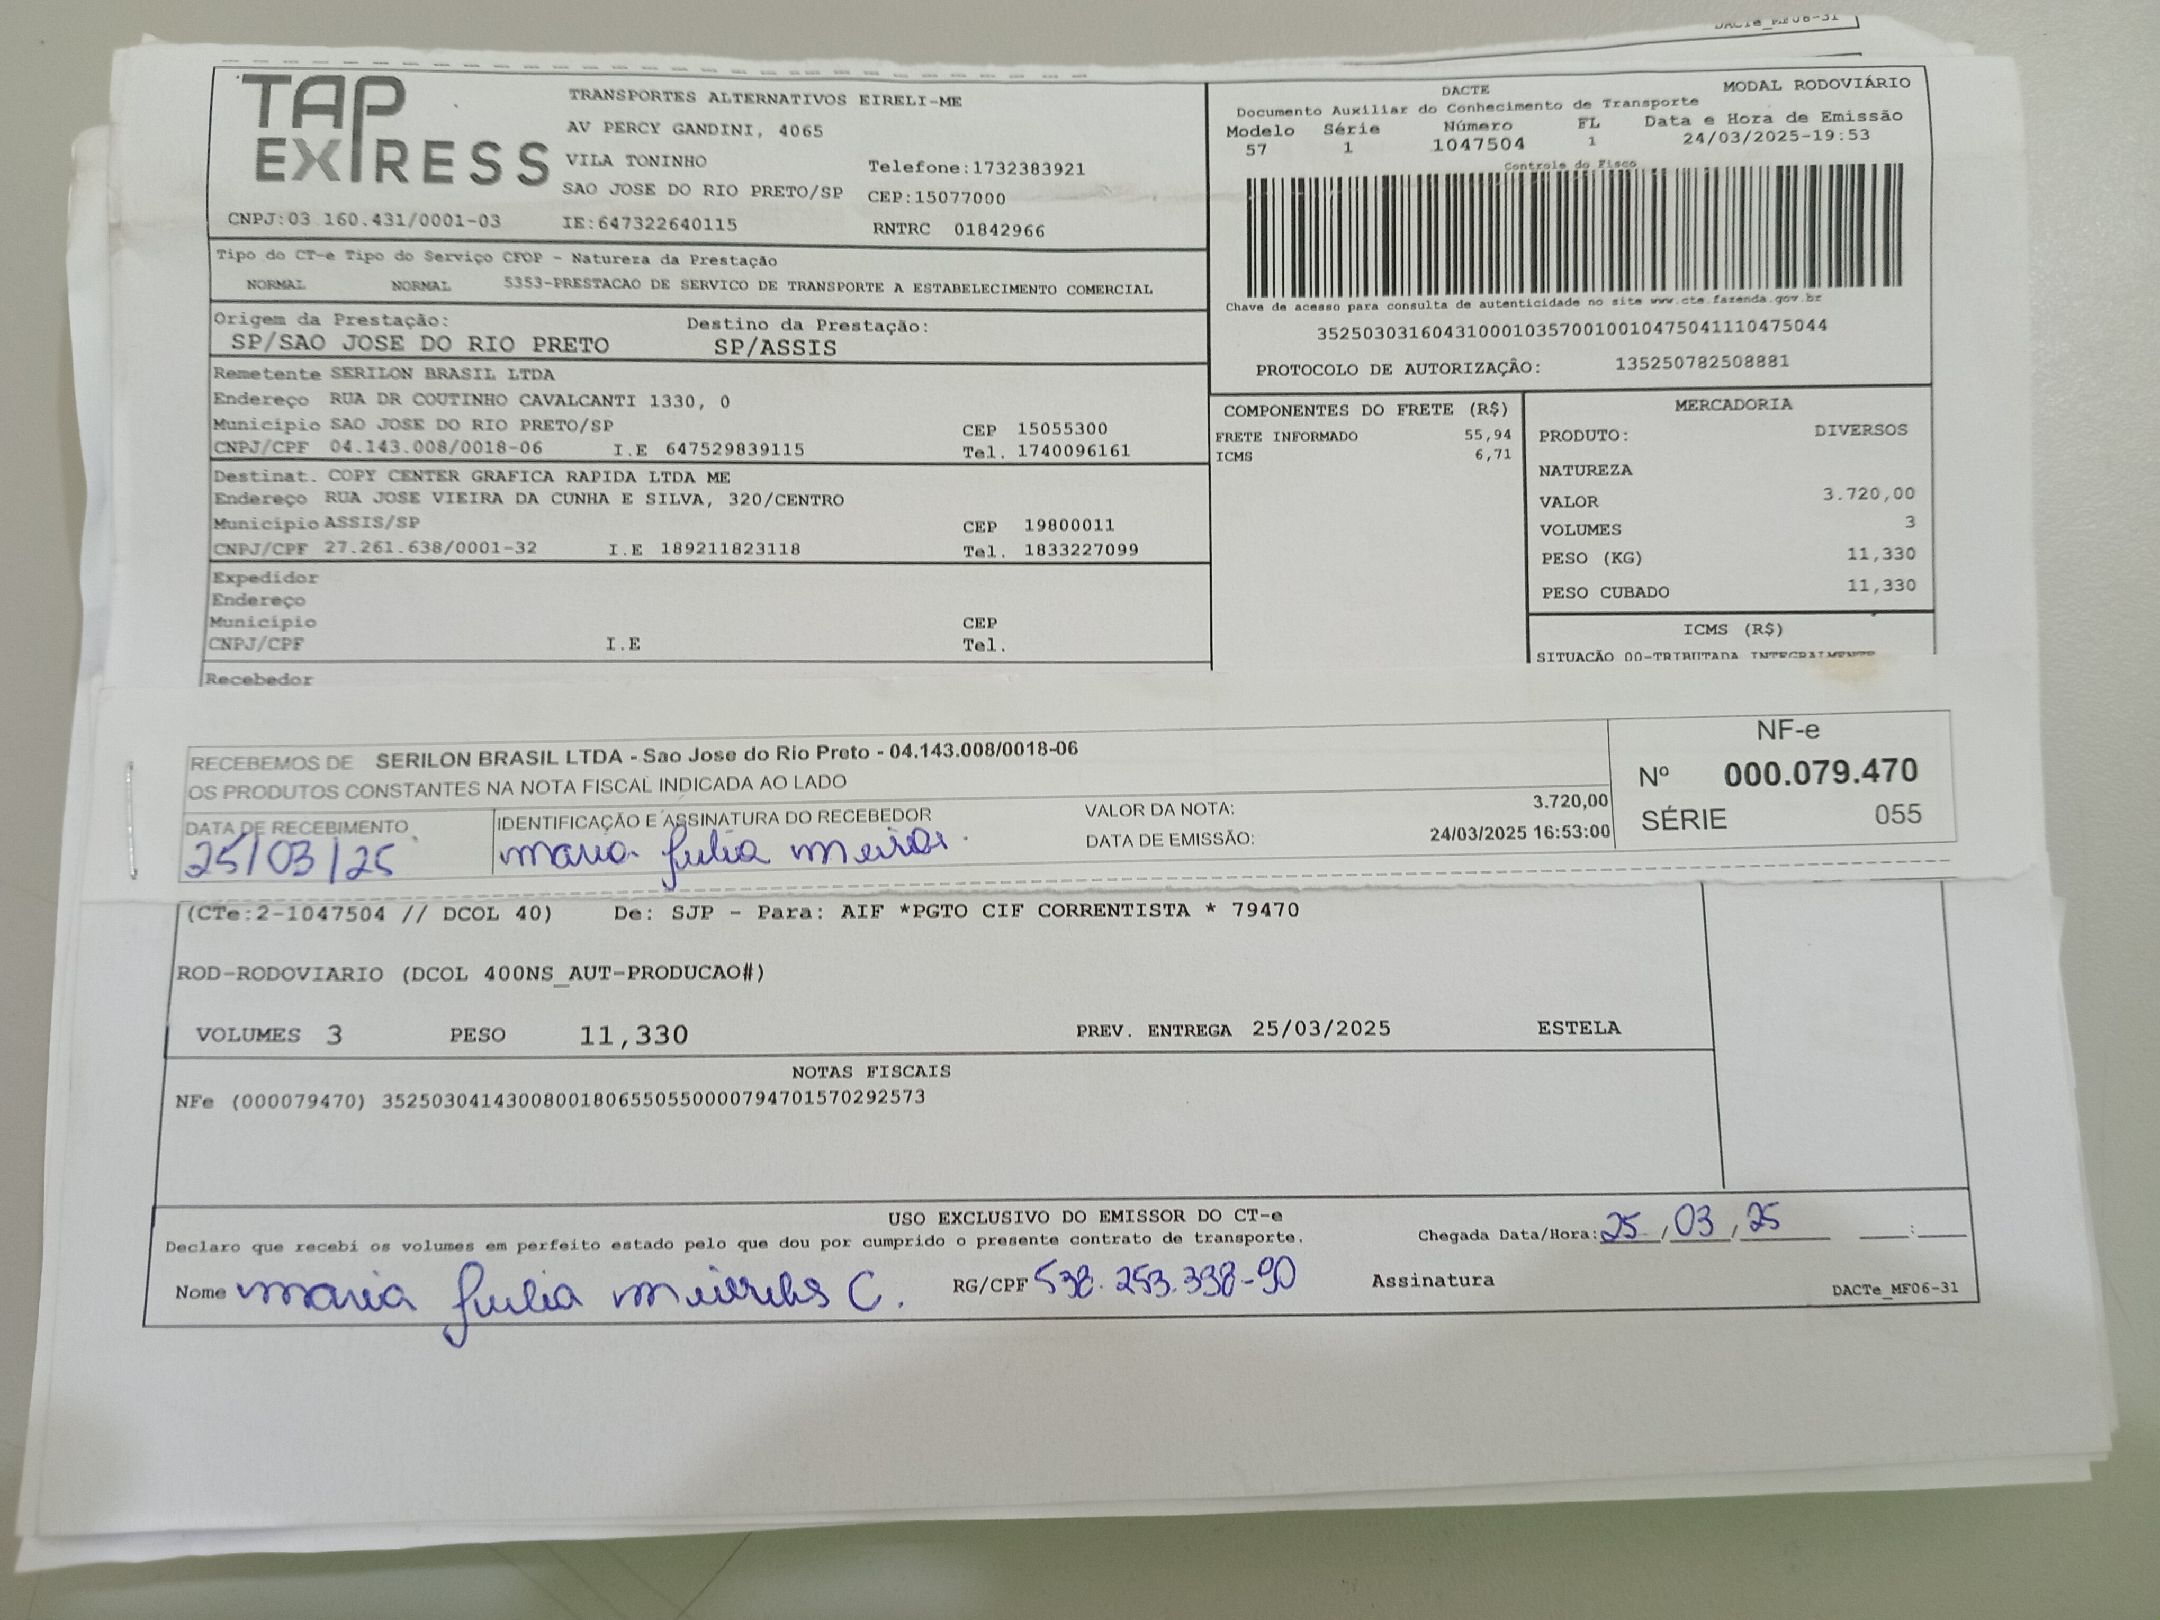 DACTe_MF06-31
TAP EXPRESS
TRANSPORTES ALTERNATIVOS EIRELI-ME
AV PERCY GANDINI, 4065
VILA TONINHO Telefone:1732383921
SAO JOSE DO RIO PRETO/SP CEP:15077000
CNPJ:03 160.431/0001-03 IE:647322640115 RNTRC 01842966
DACTE MODAL RODOVIÁRIO
Documento Auxiliar do Conhecimento de Transporte
Modelo Série Número FL Data e Hora de Emissão
57 1 1047504 1 24/03/2025-19:53
Controle do Fisco
Chave de acesso para consulta de autenticidade no site www.cte.fazenda.gov.br
35250303160431000103570010010475041110475044
PROTOCOLO DE AUTORIZAÇÃO: 135250782508881
Tipo do CT-e Tipo do Serviço CFOP - Natureza da Prestação
NORMAL NORMAL 5353-PRESTACAO DE SERVICO DE TRANSPORTE A ESTABELECIMENTO COMERCIAL
Origem da Prestação: Destino da Prestação:
SP/SAO JOSE DO RIO PRETO SP/ASSIS
Remetente SERILON BRASIL LTDA
Endereço RUA DR COUTINHO CAVALCANTI 1330, 0
Município SAO JOSE DO RIO PRETO/SP CEP 15055300
CNPJ/CPF 04.143.008/0018-06 I.E 647529839115 Tel. 1740096161
Destinat. COPY CENTER GRAFICA RAPIDA LTDA ME
Endereço RUA JOSE VIEIRA DA CUNHA E SILVA, 320/CENTRO
Município ASSIS/SP CEP 19800011
CNPJ/CPF 27.261.638/0001-32 I.E 189211823118 Tel. 1833227099
Expedidor
Endereço
Município CEP
CNPJ/CPF I.E Tel.
Recebedor
COMPONENTES DO FRETE (R$)
FRETE INFORMADO 55,94
ICMS 6,71
MERCADORIA
PRODUTO: DIVERSOS
NATUREZA
VALOR 3.720,00
VOLUMES 3
PESO (KG) 11,330
PESO CUBADO 11,330
ICMS (R$)
SITUACÃO 00-TRIBUTADA INTEGRALMENTE
RECEBEMOS DE SERILON BRASIL LTDA - Sao Jose do Rio Preto - 04.143.008/0018-06
OS PRODUTOS CONSTANTES NA NOTA FISCAL INDICADA AO LADO
DATA DE RECEBIMENTO IDENTIFICAÇÃO E ASSINATURA DO RECEBEDOR
25/03/25 maria Julia
VALOR DA NOTA: 3.720,00
DATA DE EMISSÃO: 24/03/2025 16:53:00
NF-e
Nº 000.079.470
SÉRIE 055
(CTe:2-1047504 // DCOL 40) De: SJP - Para: AIF *PGTO CIF CORRENTISTA * 79470
ROD-RODOVIARIO (DCOL 400NS_AUT-PRODUCAO#)
VOLUMES 3 PESO 11,330 PREV. ENTREGA 25/03/2025 ESTELA
NOTAS FISCAIS
NFe (000079470) 35250304143008001806550550000794701570292573
USO EXCLUSIVO DO EMISSOR DO CT-e
Declaro que recebi os volumes em perfeito estado pelo que dou por cumprido o presente contrato de transporte. Chegada Data/Hora: 25/03/25 :
Nome maria Julia C. RG/CPF 538.253.338-90 Assinatura
DACTe_MF06-31